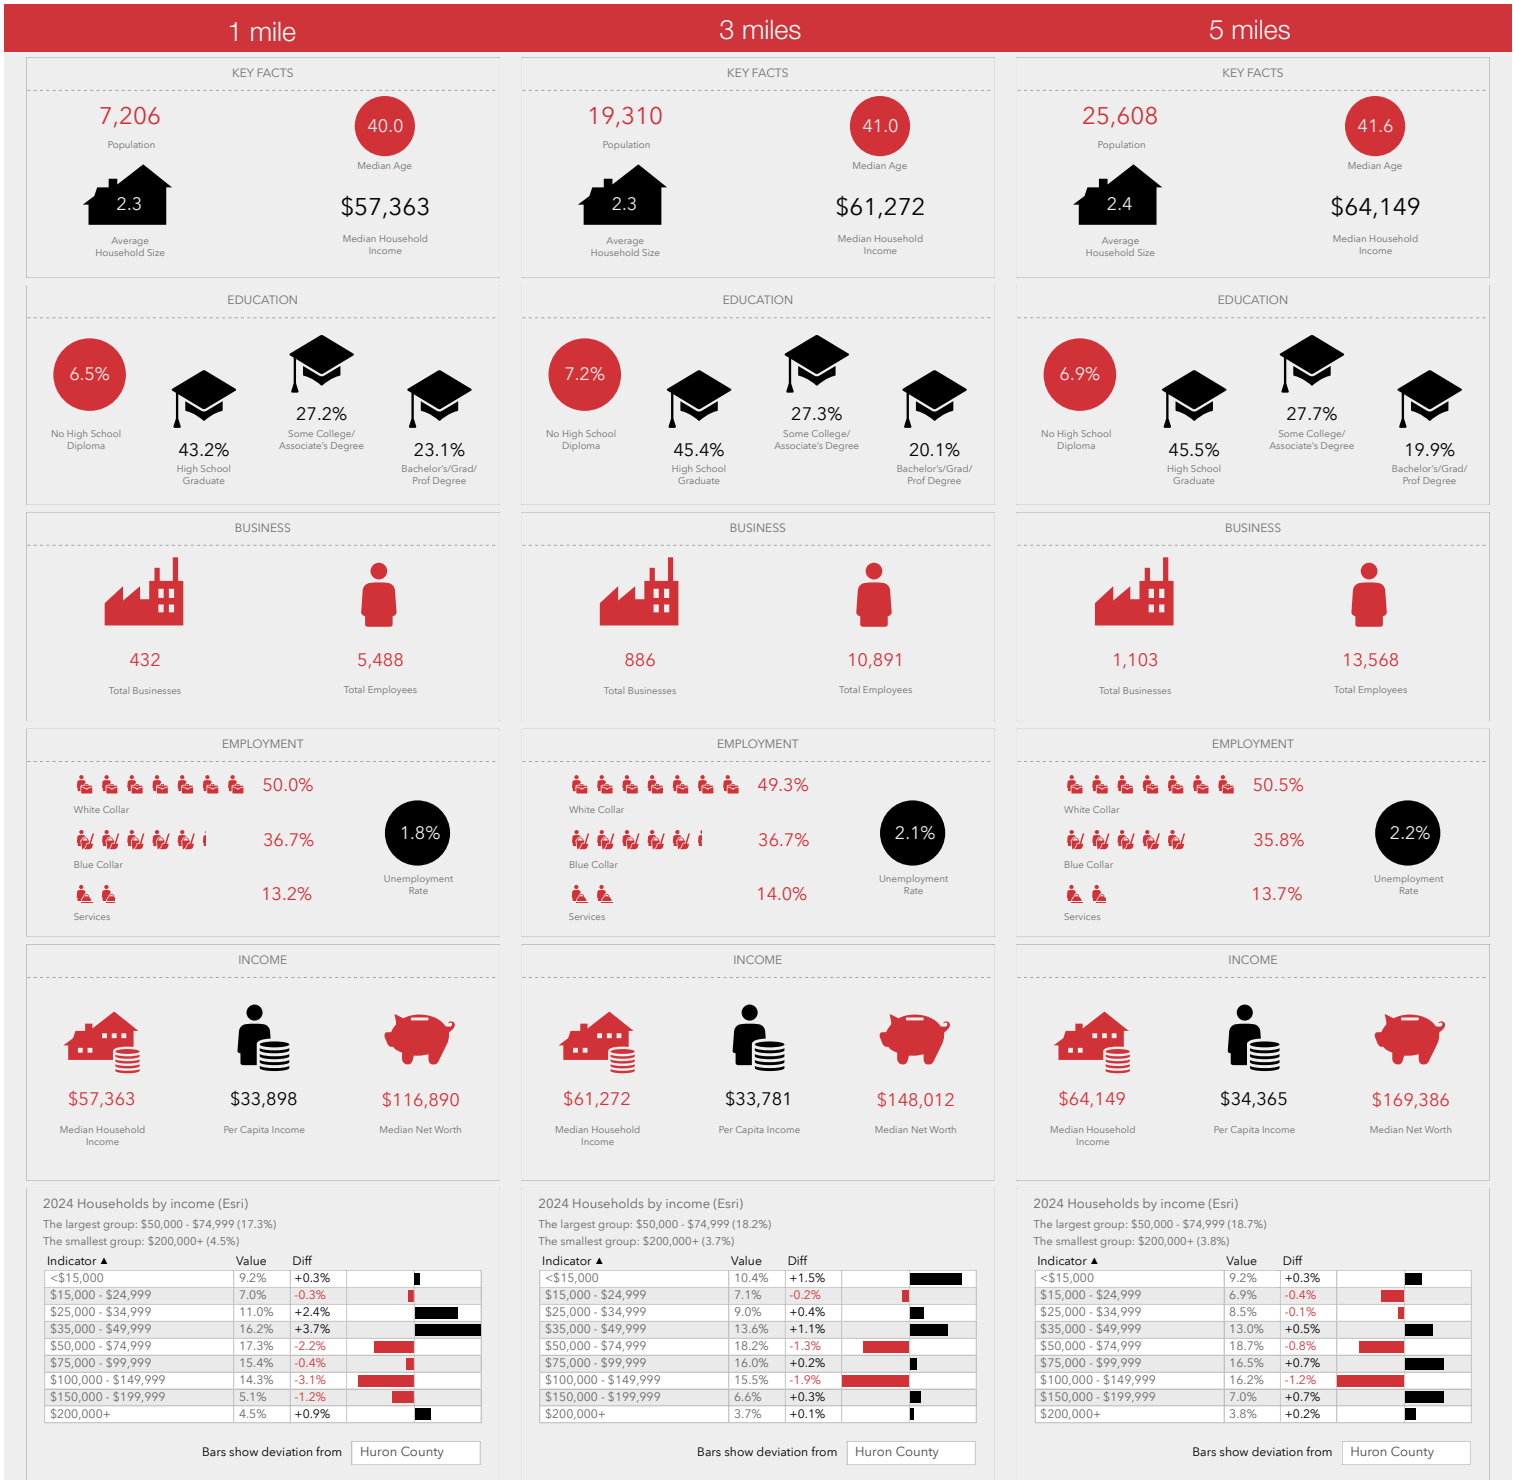 1 mile
3 miles
5 miles
KEY FACTS
7,206
Population
40.0
Median Age
2.3
Average
Household Size
$57,363
Median Household
Income
EDUCATION
6.5%
No High School
Diploma
43.2%
High School
Graduate
27.2%
Some College/
Associate's Degree
23.1%
Bachelor's/Grad/
Prof Degree
BUSINESS
432
Total Businesses
5,488
Total Employees
EMPLOYMENT
50.0%
White Collar
36.7%
Blue Collar
13.2%
Services
1.8%
Unemployment
Rate
INCOME
$57,363
Median Household
Income
$33,898
Per Capita Income
$116,890
Median Net Worth
2024 Households by income (Esri)
The largest group: $50,000 - $74,999 (17.3%)
The smallest group: $200,000+ (4.5%)
Indicator ▲ Value Diff
<$15,000 9.2% +0.3%
$15,000 - $24,999 7.0% -0.3%
$25,000 - $34,999 11.0% +2.4%
$35,000 - $49,999 16.2% +3.7%
$50,000 - $74,999 17.3% -2.2%
$75,000 - $99,999 15.4% -0.4%
$100,000 - $149,999 14.3% -3.1%
$150,000 - $199,999 5.1% -1.2%
$200,000+ 4.5% +0.9%
Bars show deviation from Huron County
KEY FACTS
19,310
Population
41.0
Median Age
2.3
Average
Household Size
$61,272
Median Household
Income
EDUCATION
7.2%
No High School
Diploma
45.4%
High School
Graduate
27.3%
Some College/
Associate's Degree
20.1%
Bachelor's/Grad/
Prof Degree
BUSINESS
886
Total Businesses
10,891
Total Employees
EMPLOYMENT
49.3%
White Collar
36.7%
Blue Collar
14.0%
Services
2.1%
Unemployment
Rate
INCOME
$61,272
Median Household
Income
$33,781
Per Capita Income
$148,012
Median Net Worth
2024 Households by income (Esri)
The largest group: $50,000 - $74,999 (18.2%)
The smallest group: $200,000+ (3.7%)
Indicator ▲ Value Diff
<$15,000 10.4% +1.5%
$15,000 - $24,999 7.1% -0.2%
$25,000 - $34,999 9.0% +0.4%
$35,000 - $49,999 13.6% +1.1%
$50,000 - $74,999 18.2% -1.3%
$75,000 - $99,999 16.0% +0.2%
$100,000 - $149,999 15.5% -1.9%
$150,000 - $199,999 6.6% +0.3%
$200,000+ 3.7% +0.1%
Bars show deviation from Huron County
KEY FACTS
25,608
Population
41.6
Median Age
2.4
Average
Household Size
$64,149
Median Household
Income
EDUCATION
6.9%
No High School
Diploma
45.5%
High School
Graduate
27.7%
Some College/
Associate's Degree
19.9%
Bachelor's/Grad/
Prof Degree
BUSINESS
1,103
Total Businesses
13,568
Total Employees
EMPLOYMENT
50.5%
White Collar
35.8%
Blue Collar
13.7%
Services
2.2%
Unemployment
Rate
INCOME
$64,149
Median Household
Income
$34,365
Per Capita Income
$169,386
Median Net Worth
2024 Households by income (Esri)
The largest group: $50,000 - $74,999 (18.7%)
The smallest group: $200,000+ (3.8%)
Indicator ▲ Value Diff
<$15,000 9.2% +0.3%
$15,000 - $24,999 6.9% -0.4%
$25,000 - $34,999 8.5% -0.1%
$35,000 - $49,999 13.0% +0.5%
$50,000 - $74,999 18.7% -0.8%
$75,000 - $99,999 16.5% +0.7%
$100,000 - $149,999 16.2% -1.2%
$150,000 - $199,999 7.0% +0.7%
$200,000+ 3.8% +0.2%
Bars show deviation from Huron County